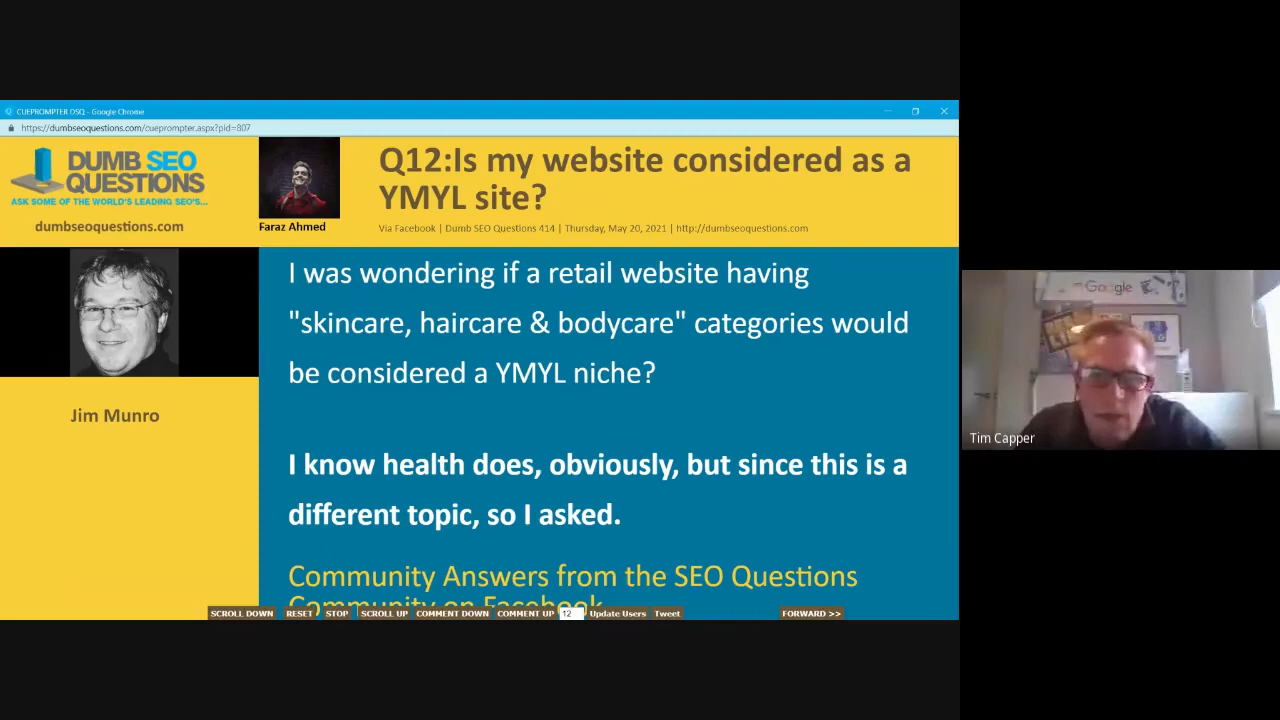 CUEPROMPTER DSQ - Google Chrome
https://dumbseoquestions.com/cueprompter.aspx?pid=807
DUMB SEO
QUESTIONS
ASK SOME OF THE WORLD'S LEADING SEO'S...
dumbseoquestions.com
Faraz Ahmed
Q12:Is my website considered as a
YMYL site?
Via Facebook | Dumb SEO Questions 414 | Thursday, May 20, 2021 | http://dumbseoquestions.com
Jim Munro
I was wondering if a retail website having
"skincare, haircare & bodycare" categories would
be considered a YMYL niche?
I know health does, obviously, but since this is a
different topic, so I asked.
Community Answers from the SEO Questions
Community on Facebook
SCROLL DOWN RESET STOP SCROLL UP COMMENT DOWN COMMENT UP 12 Update Users Tweet FORWARD >>
Google
Tim Capper